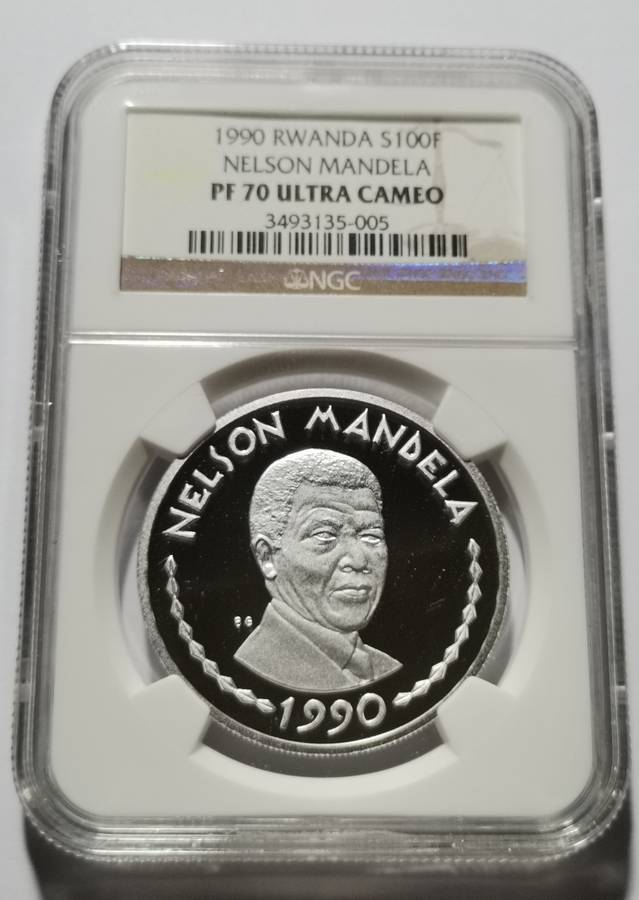 1990 RWANDA S100F
NELSON MANDELA
PF 70 ULTRA CAMEO
3493135-005
NGC
NELSON MANDELA
EG
1990